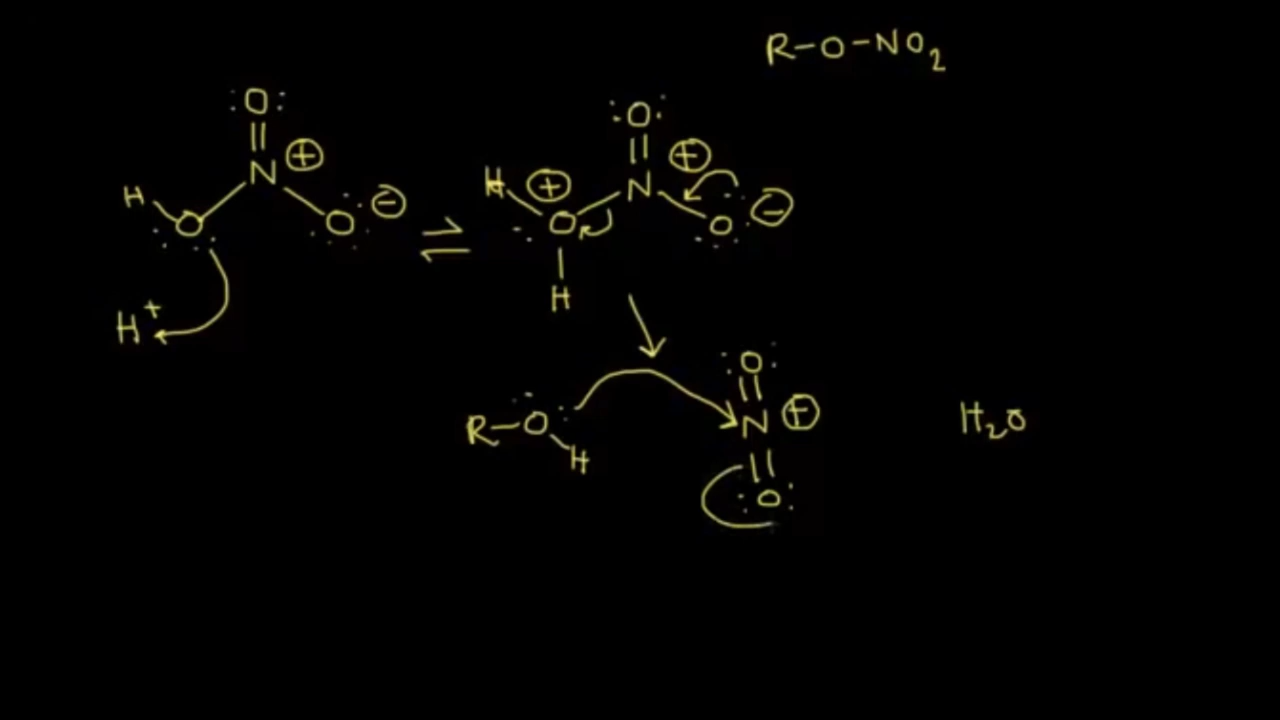 R-O-NO₂
:O: :O:
|| ||
N ⊕ N ⊕
H O O ⊖ ⇌ H ⊕ O O ⊖
H⁺ H
:O:
||
R-O-H N ⊕ H₂O
||
:O: